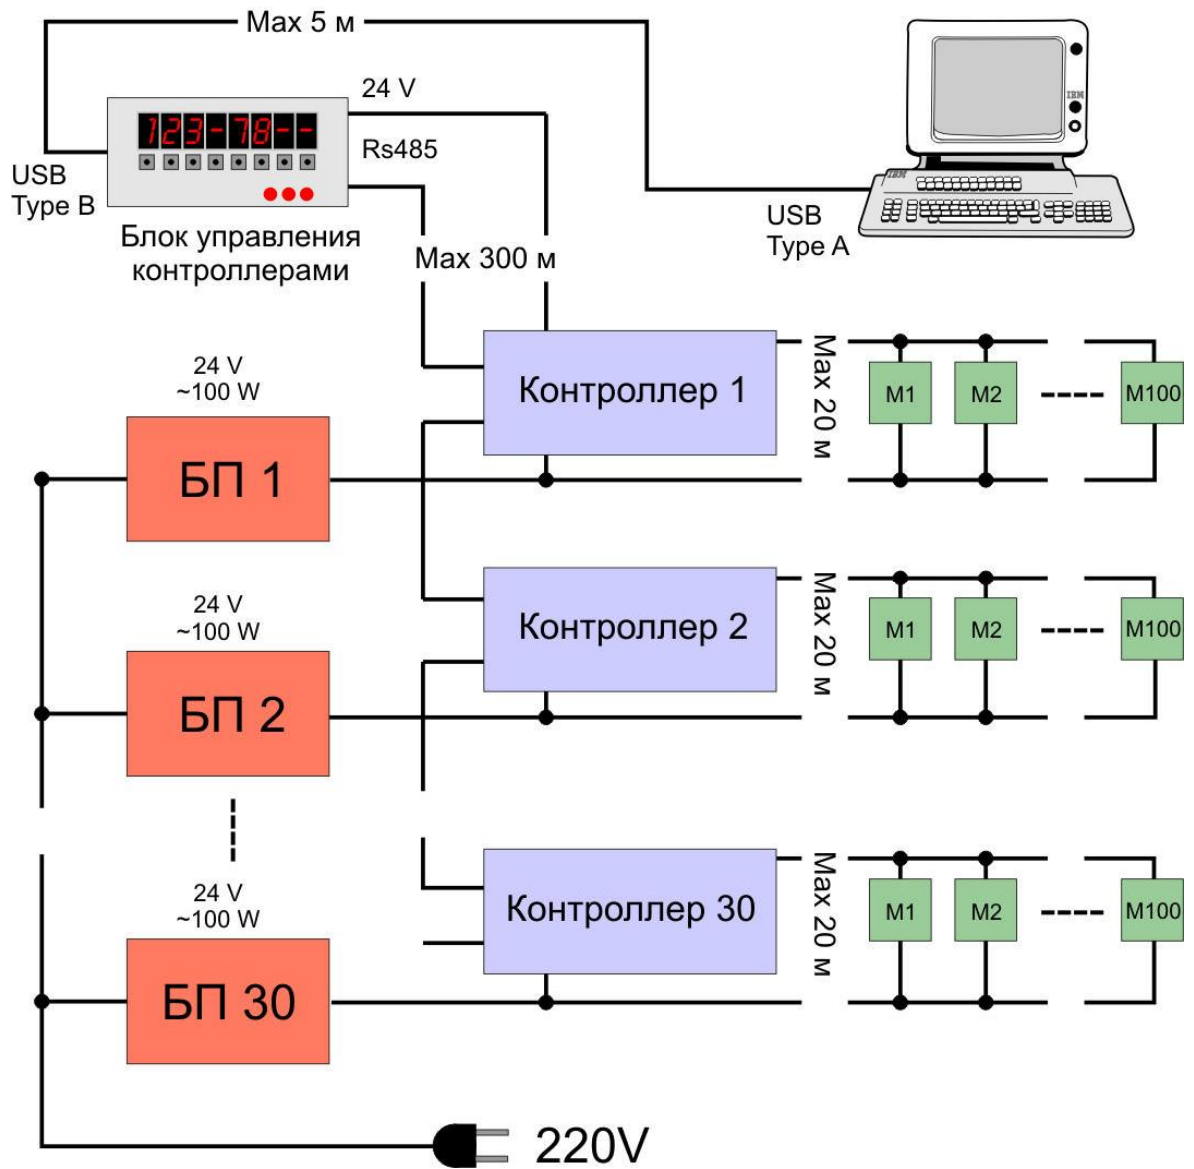 Max 5 м
24 V
123-78--
Rs485
IBM
IBM
USB
Type B
USB
Type A
Блок управления
контроллерами
Max 300 м
24 V
~100 W
БП 1
Контроллер 1
Max 20 м
M1
M2
M100
24 V
~100 W
БП 2
Контроллер 2
Max 20 м
M1
M2
M100
24 V
~100 W
БП 30
Контроллер 30
Max 20 м
M1
M2
M100
220V